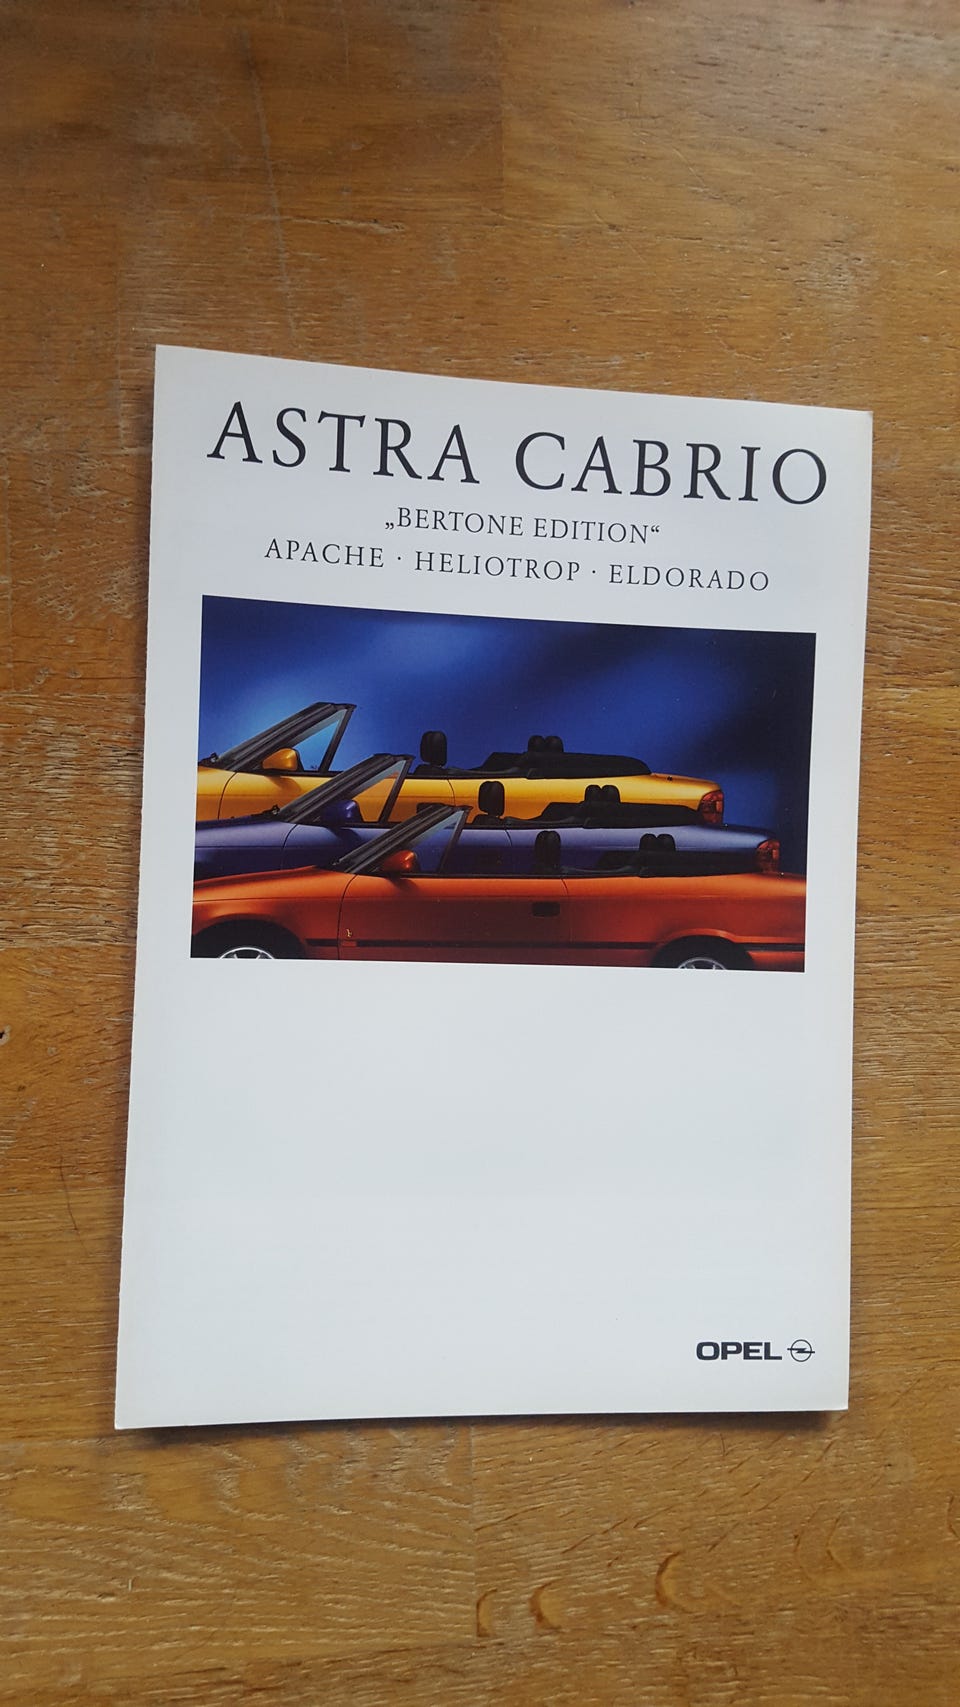 ASTRA CABRIO
„BERTONE EDITION“
APACHE · HELIOTROP · ELDORADO
OPEL